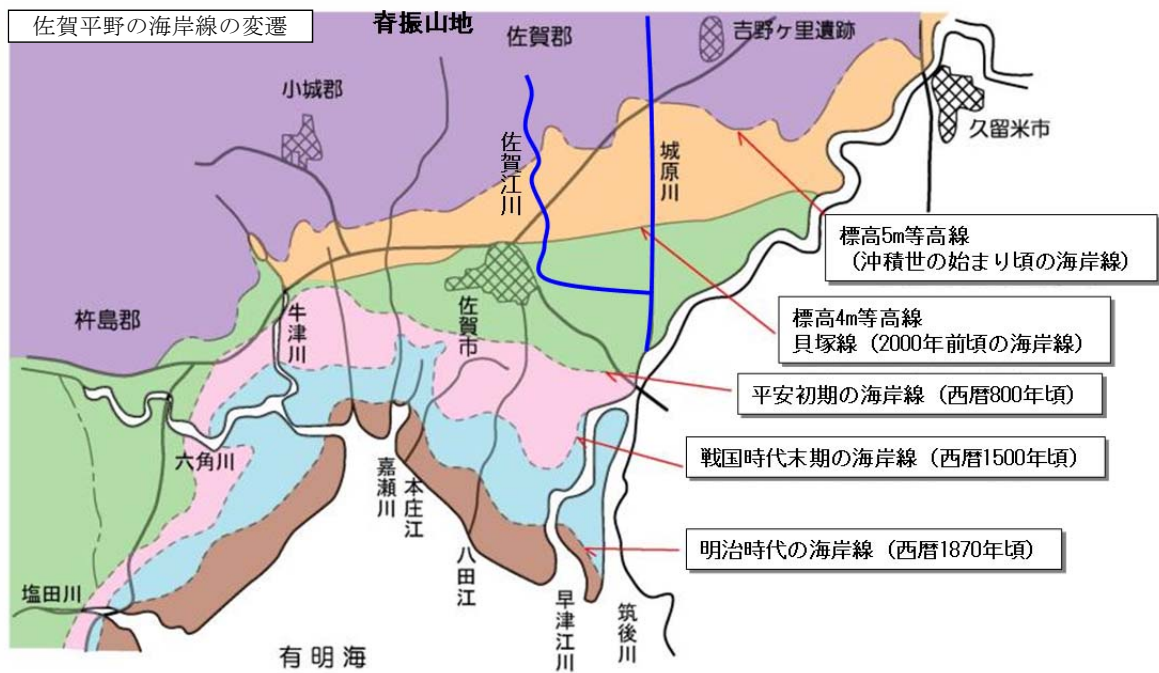 佐賀平野の海岸線の変遷
脊振山地
佐賀郡
吉野ヶ里遺跡
小城郡
久留米市
佐賀江川
城原川
標高5m等高線
(沖積世の始まり頃の海岸線)
杵島郡
牛津川
佐賀市
標高4m等高線
貝塚線(2000年前頃の海岸線)
平安初期の海岸線(西暦800年頃)
六角川
嘉瀬川
本庄江
戦国時代末期の海岸線(西暦1500年頃)
八田江
明治時代の海岸線(西暦1870年頃)
塩田川
早津江川
筑後川
有明海